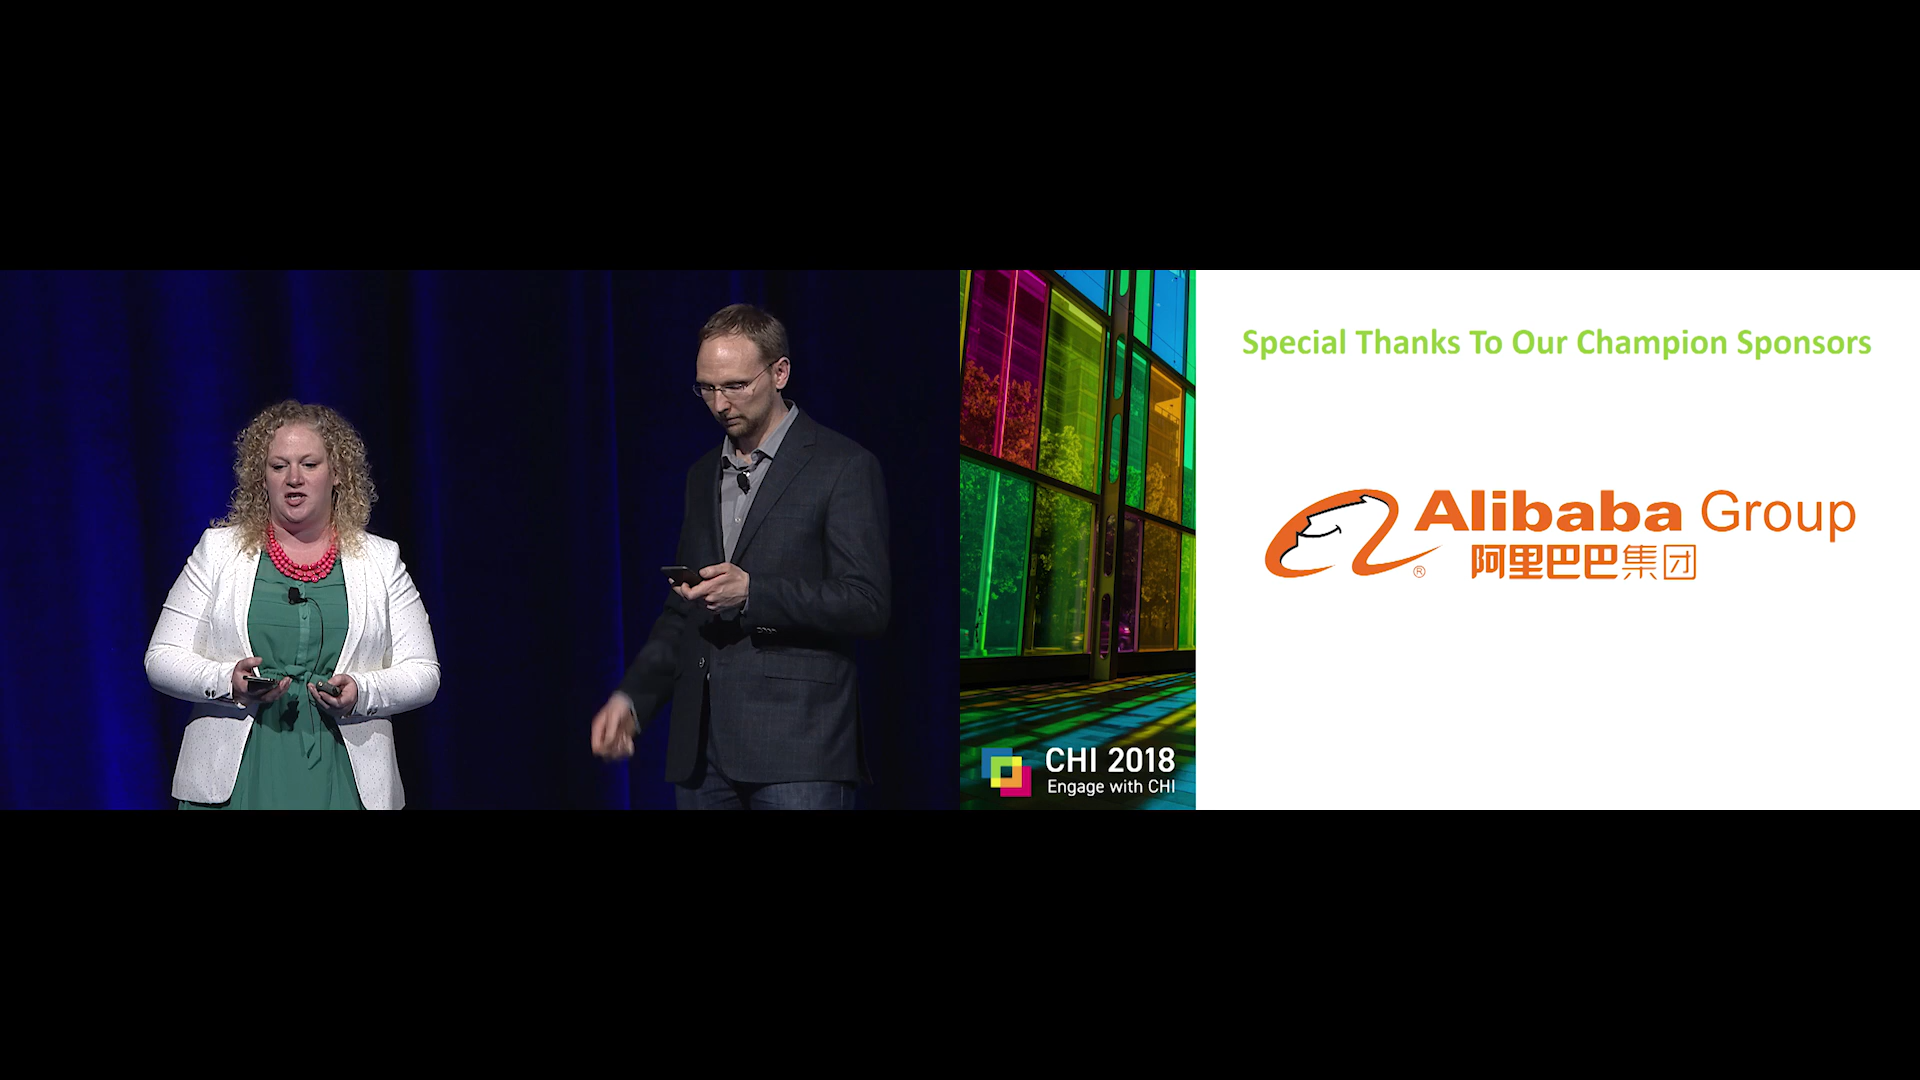 Special Thanks To Our Champion Sponsors
Alibaba Group
®
阿里巴巴集团
CHI 2018
Engage with CHI